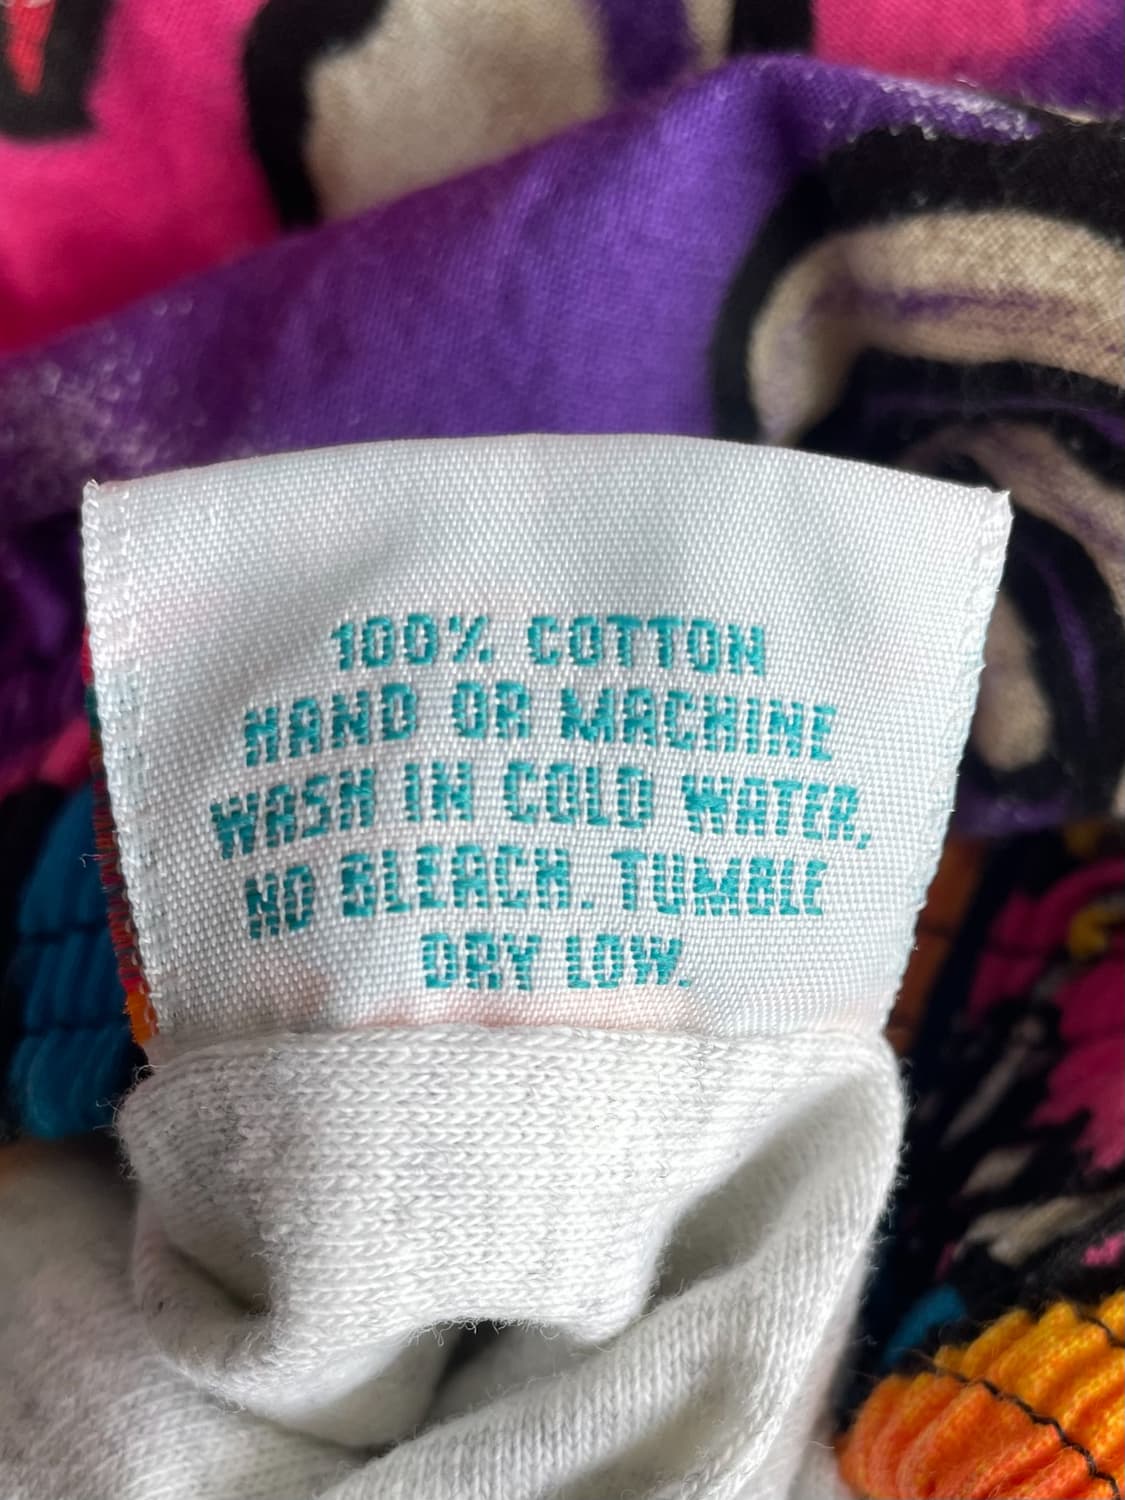 100% COTTON
HAND OR MACHINE
WASH IN COLD WATER,
NO BLEACH. TUMBLE
DRY LOW.